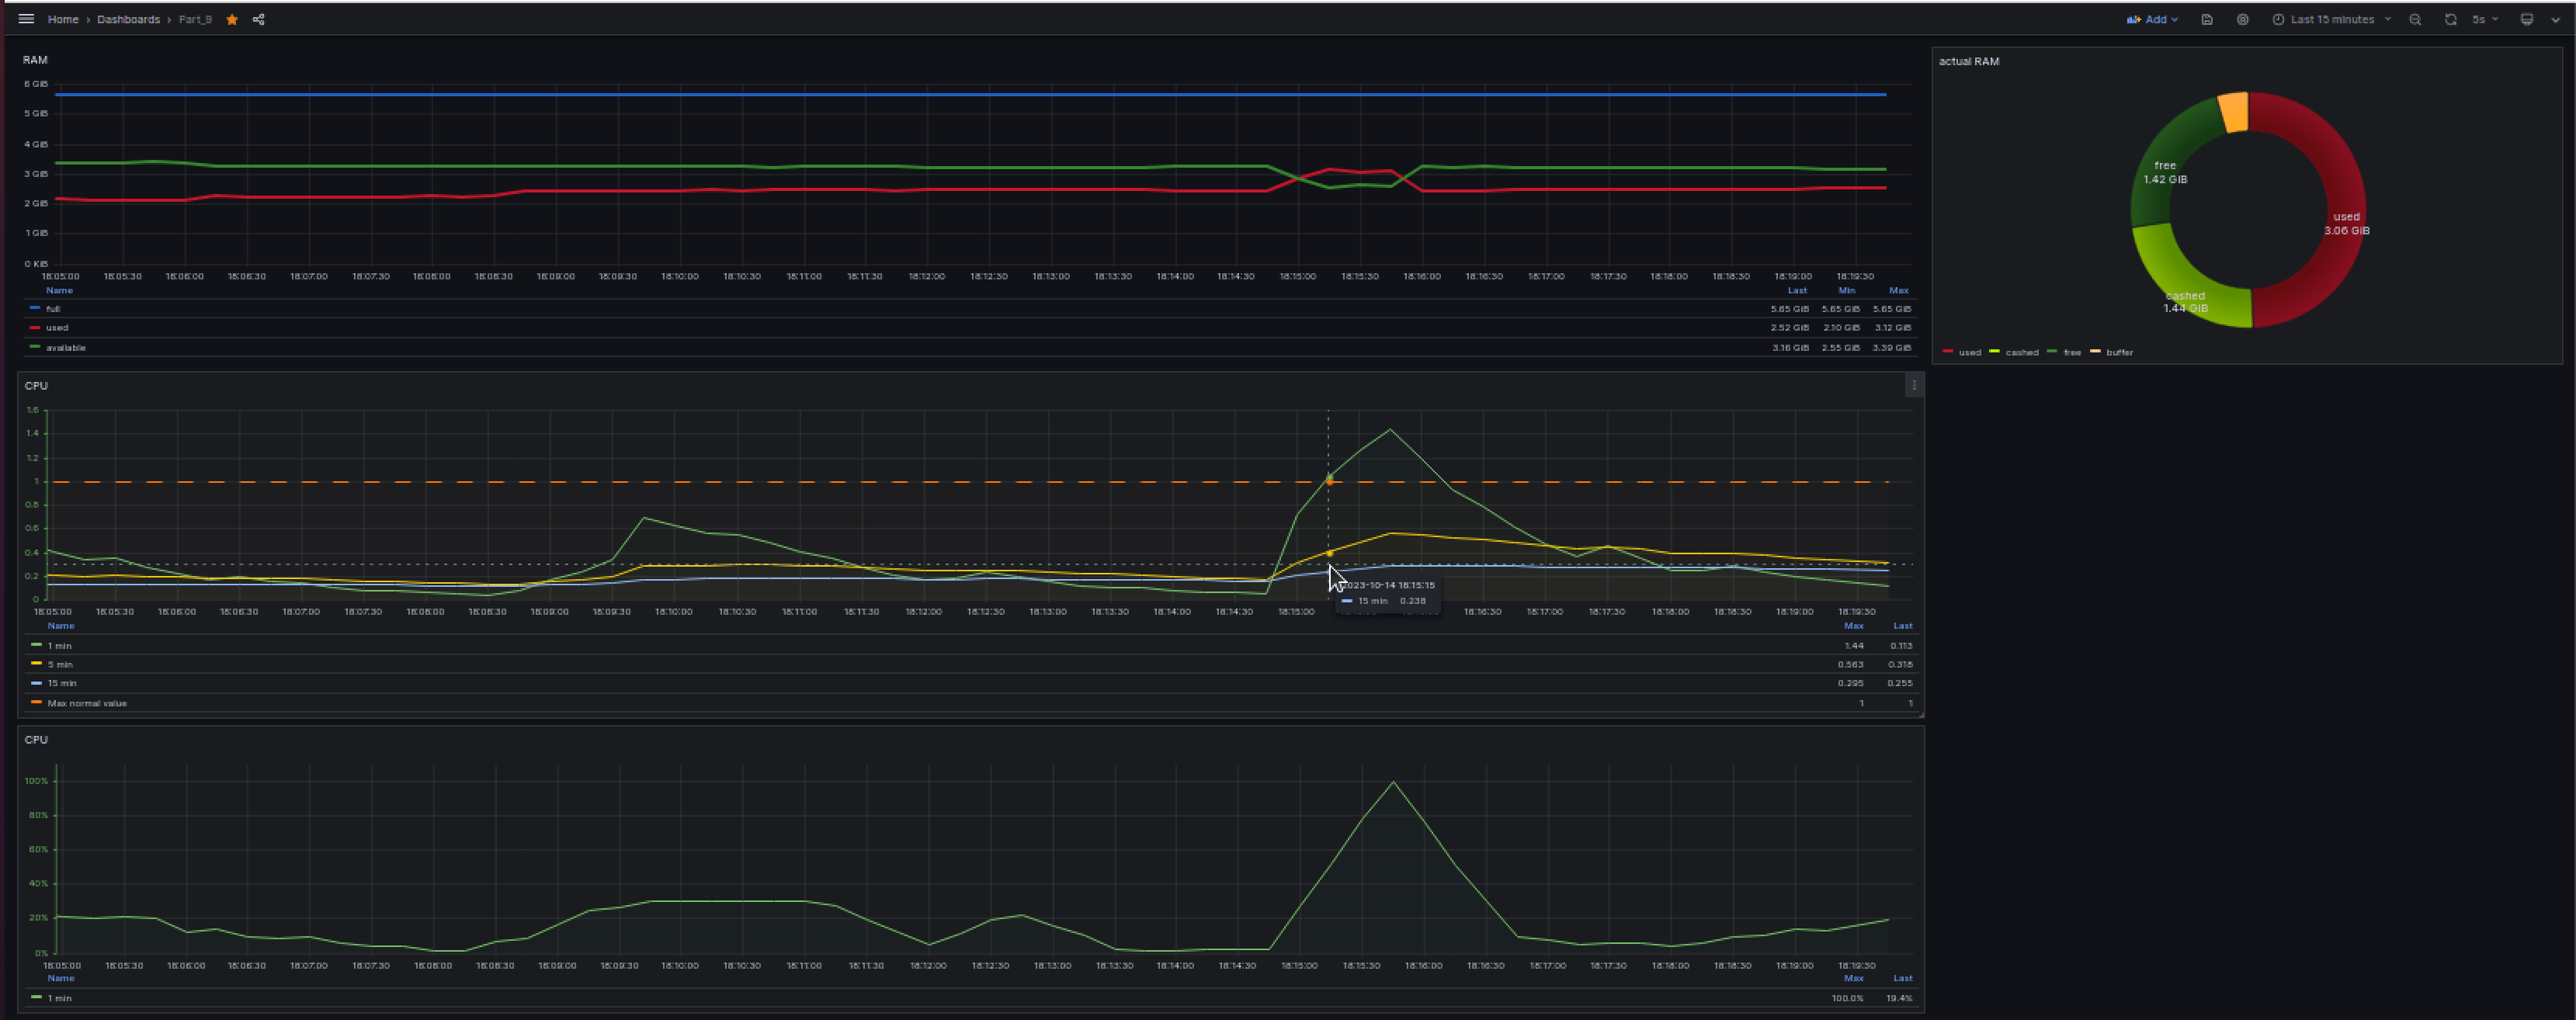 Home › Dashboards › Part_9
Add
Last 15 minutes
5s
RAM
6 GiB
5 GiB
4 GiB
3 GiB
2 GiB
1 GiB
0 KiB
18:05:00 18:05:30 18:06:00 18:06:30 18:07:00 18:07:30 18:08:00 18:08:30 18:09:00 18:09:30 18:10:00 18:10:30 18:11:00 18:11:30 18:12:00 18:12:30 18:13:00 18:13:30 18:14:00 18:14:30 18:15:00 18:15:30 18:16:00 18:16:30 18:17:00 18:17:30 18:18:00 18:18:30 18:19:00 18:19:30
Name Last Min Max
full 5.65 GiB 5.65 GiB 5.65 GiB
used 2.52 GiB 2.10 GiB 3.12 GiB
available 3.16 GiB 2.55 GiB 3.39 GiB
actual RAM
free
1.42 GiB
used
3.06 GiB
cashed
1.44 GiB
used cashed free buffer
CPU
1.6
1.4
1.2
1
0.8
0.6
0.4
0.2
0
18:05:00 18:05:30 18:06:00 18:06:30 18:07:00 18:07:30 18:08:00 18:08:30 18:09:00 18:09:30 18:10:00 18:10:30 18:11:00 18:11:30 18:12:00 18:12:30 18:13:00 18:13:30 18:14:00 18:14:30 18:15:00 18:16:30 18:17:00 18:17:30 18:18:00 18:18:30 18:19:00 18:19:30
023-10-14 18:15:15
15 min 0.238
Name Max Last
1 min 1.44 0.113
5 min 0.563 0.318
15 min 0.295 0.255
Max normal value 1 1
CPU
100%
80%
60%
40%
20%
0%
18:05:00 18:05:30 18:06:00 18:06:30 18:07:00 18:07:30 18:08:00 18:08:30 18:09:00 18:09:30 18:10:00 18:10:30 18:11:00 18:11:30 18:12:00 18:12:30 18:13:00 18:13:30 18:14:00 18:14:30 18:15:00 18:15:30 18:16:00 18:16:30 18:17:00 18:17:30 18:18:00 18:18:30 18:19:00 18:19:30
Name Max Last
1 min 100.0% 19.4%